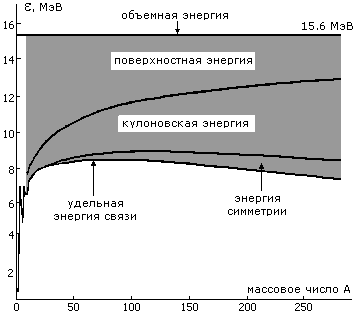 ε, МэВ
объемная энергия
16
15.6 МэВ
14
поверхностная энергия
12
кулоновская энергия
10
8
6
удельная
энергия связи
энергия
симметрии
4
2
массовое число А
0
0
50
100
150
200
250